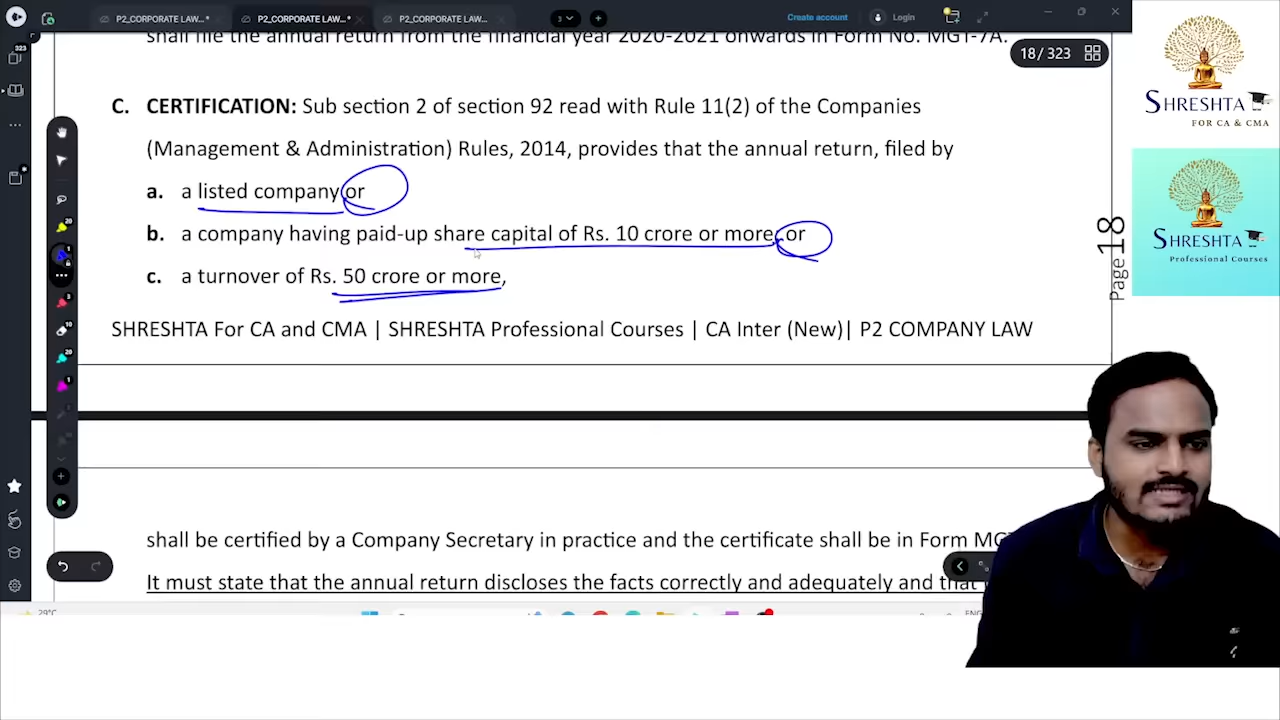 P2_CORPORATE LAW...* P2_CORPORATE LAW...* P2_CORPORATE LAW... 3 Create account Login
shall file the annual return from the financial year 2020-2021 onwards in Form No. MGT-7A.
18/ 323
323
C. CERTIFICATION: Sub section 2 of section 92 read with Rule 11(2) of the Companies
(Management & Administration) Rules, 2014, provides that the annual return, filed by
a. a listed company or
b. a company having paid-up share capital of Rs. 10 crore or more, or
c. a turnover of Rs. 50 crore or more,
SHRESHTA For CA and CMA | SHRESHTA Professional Courses | CA Inter (New)| P2 COMPANY LAW
Page 18
shall be certified by a Company Secretary in practice and the certificate shall be in Form
It must state that the annual return discloses the facts correctly and adequately and that
29°C
SHRESHTA
FOR CA & CMA
SHRESHTA
Professional Courses